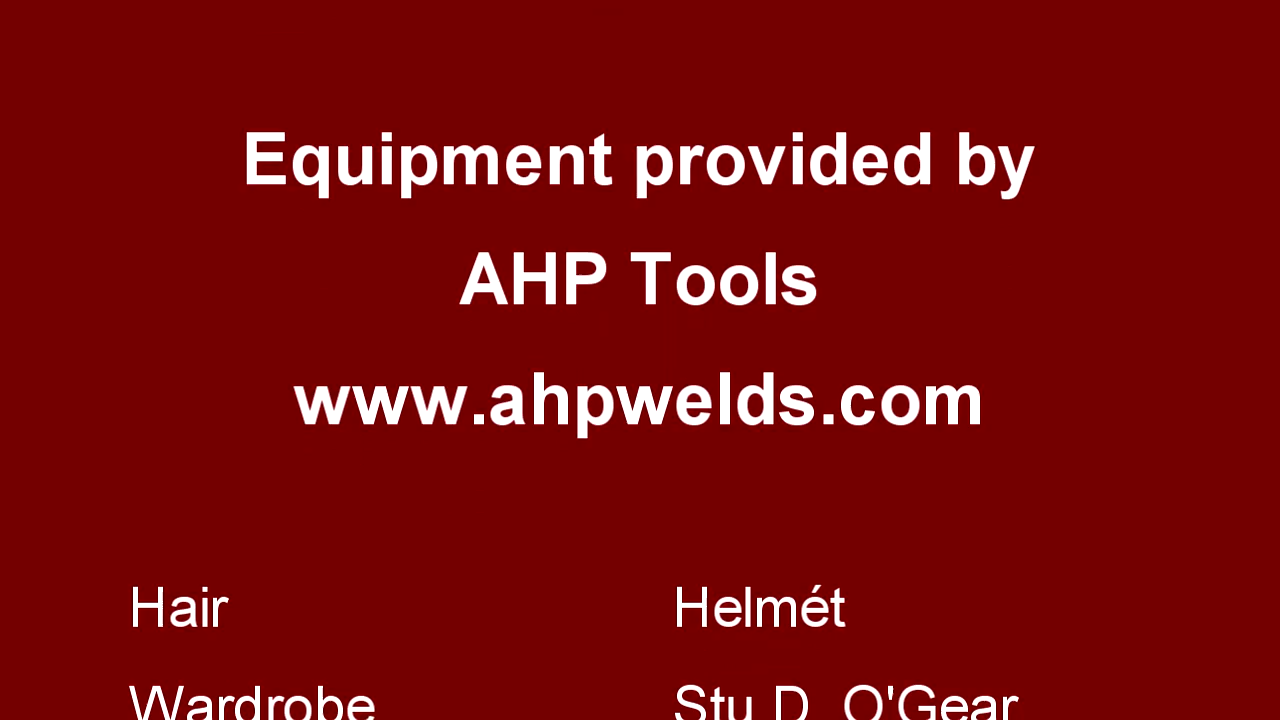 Equipment provided by
AHP Tools
www.ahpwelds.com
Hair Helmét
Wardrobe Stu D. O'Gear